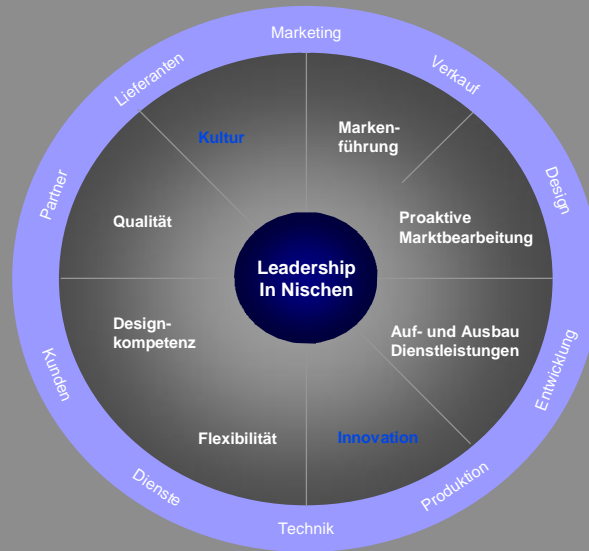 Marketing
Verkauf
Design
Entwicklung
Produktion
Technik
Dienste
Kunden
Partner
Lieferanten
Kultur
Marken-
führung
Qualität
Proaktive
Marktbearbeitung
Leadership
In Nischen
Design-
kompetenz
Auf- und Ausbau
Dienstleistungen
Flexibilität
Innovation